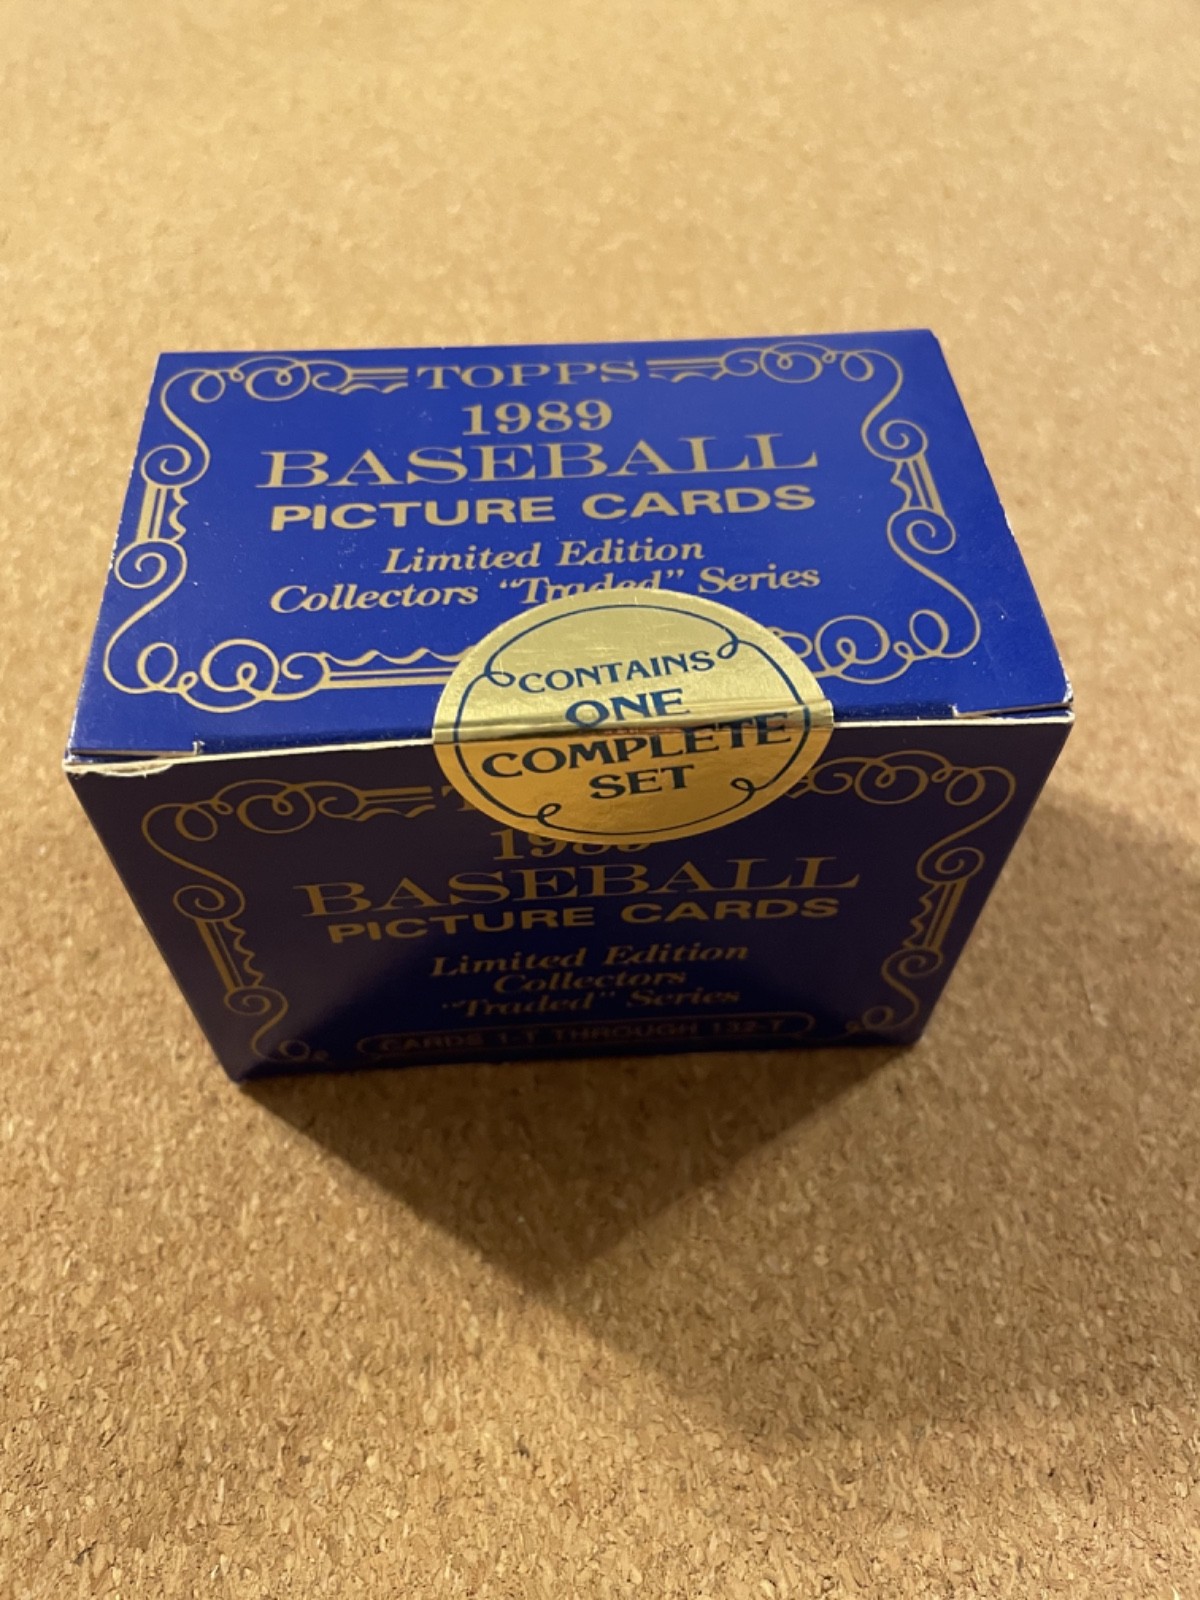 TOPPS
1989
BASEBALL
PICTURE CARDS
Limited Edition
Collectors "Traded" Series
CONTAINS
ONE
COMPLETE
SET
1989
BASEBALL
PICTURE CARDS
Limited Edition
Collectors
"Traded" Series
CARDS 1-T THROUGH 132-T